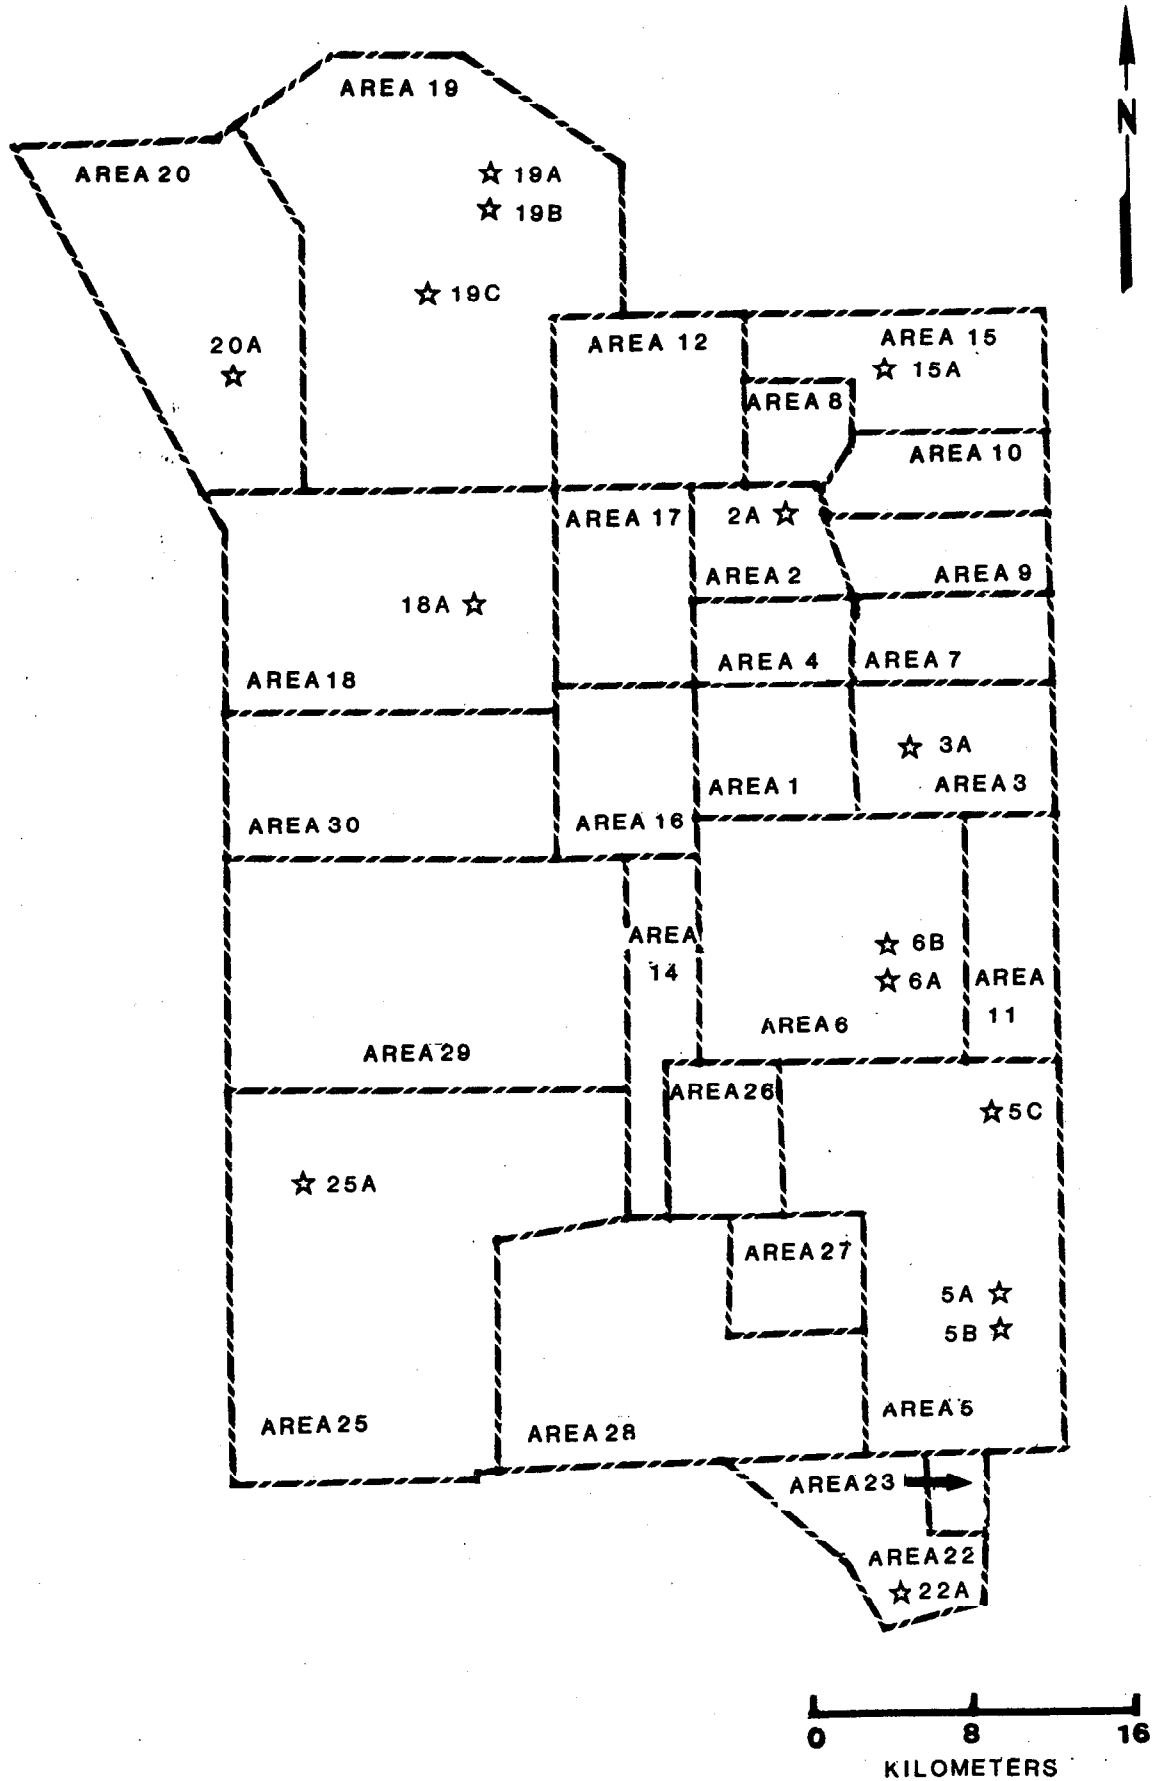 AREA 19
N
AREA 20
19A
19B
19C
20A
AREA 12
AREA 15
15A
AREA 8
AREA 10
AREA 17
2A
AREA 2
AREA 9
18A
AREA 4
AREA 7
AREA 18
3A
AREA 1
AREA 3
AREA 30
AREA 16
AREA
14
6B
6A
AREA
11
AREA 6
AREA 29
AREA 26
5C
25A
AREA 27
5A
5B
AREA 5
AREA 25
AREA 28
AREA 23
AREA 22
22A
0 8 16
KILOMETERS